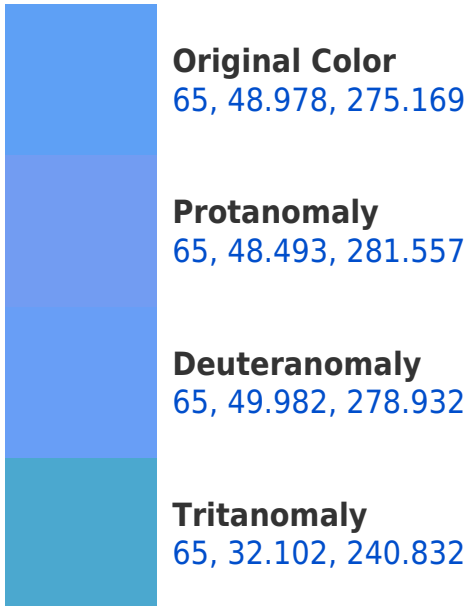 Original Color
65, 48.978, 275.169
Protanomaly
65, 48.493, 281.557
Deuteranomaly
65, 49.982, 278.932
Tritanomaly
65, 32.102, 240.832